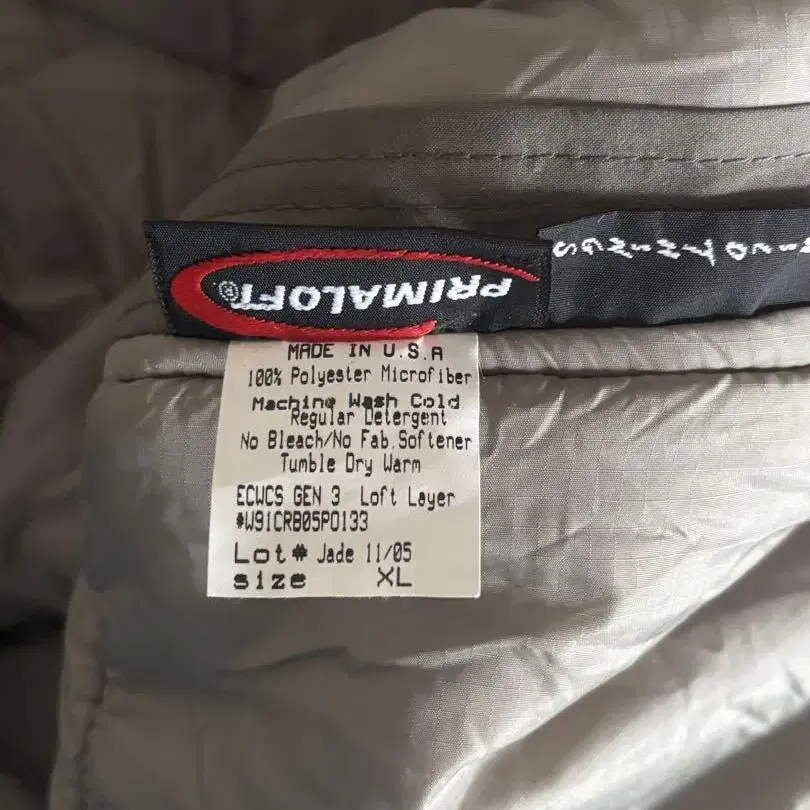 PRIMALOFT®
MADE IN U.S.A
100% Polyester Microfiber
Machine Wash Cold
Regular Detergent
No Bleach/No Fab.Softener
Tumble Dry Warm
ECWCS GEN 3 Loft Layer
#W91CRB05P0133
Lot# Jade 11/05
size XL